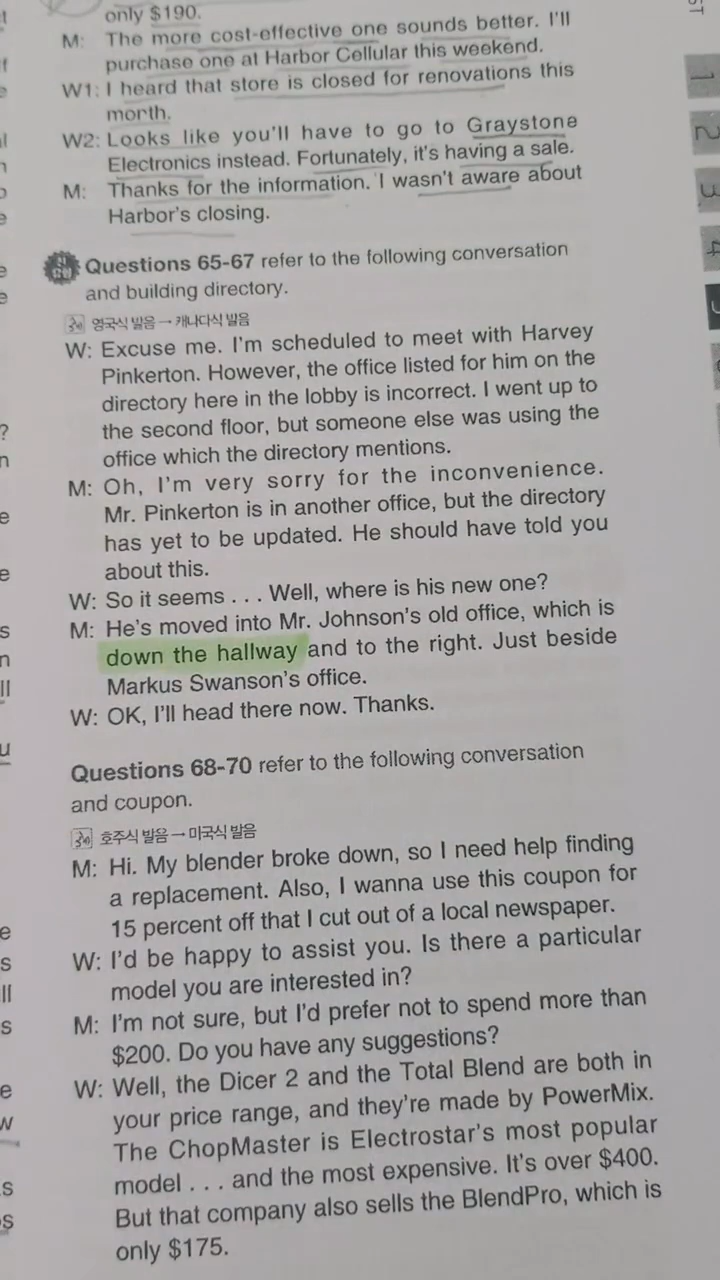 only $190.
M: The more cost-effective one sounds better. I'll
purchase one at Harbor Cellular this weekend.
W1: I heard that store is closed for renovations this
month.
W2: Looks like you'll have to go to Graystone
Electronics instead. Fortunately, it's having a sale.
M: Thanks for the information. I wasn't aware about
Harbor's closing.
Questions 65-67 refer to the following conversation
and building directory.
영국식 발음 → 캐나다식 발음
W: Excuse me. I'm scheduled to meet with Harvey
Pinkerton. However, the office listed for him on the
directory here in the lobby is incorrect. I went up to
the second floor, but someone else was using the
office which the directory mentions.
M: Oh, I'm very sorry for the inconvenience.
Mr. Pinkerton is in another office, but the directory
has yet to be updated. He should have told you
about this.
W: So it seems . . . Well, where is his new one?
M: He's moved into Mr. Johnson's old office, which is
down the hallway and to the right. Just beside
Markus Swanson's office.
W: OK, I'll head there now. Thanks.
Questions 68-70 refer to the following conversation
and coupon.
호주식 발음 → 미국식 발음
M: Hi. My blender broke down, so I need help finding
a replacement. Also, I wanna use this coupon for
15 percent off that I cut out of a local newspaper.
W: I'd be happy to assist you. Is there a particular
model you are interested in?
M: I'm not sure, but I'd prefer not to spend more than
$200. Do you have any suggestions?
W: Well, the Dicer 2 and the Total Blend are both in
your price range, and they're made by PowerMix.
The ChopMaster is Electrostar's most popular
model . . . and the most expensive. It's over $400.
But that company also sells the BlendPro, which is
only $175.
1
2
3
4